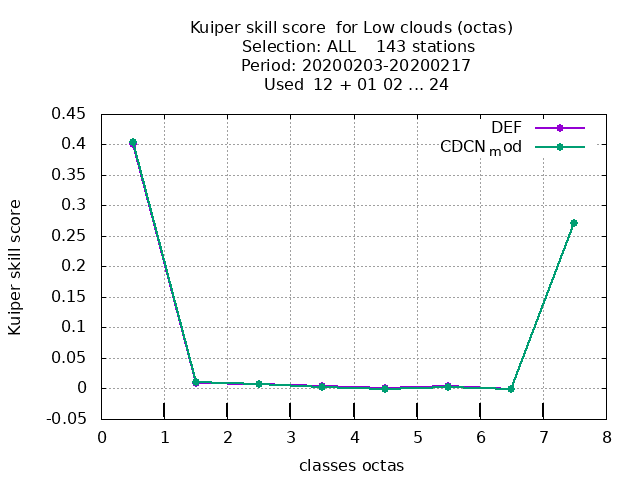 Kuiper skill score  for Low clouds (octas)
Selection: ALL    143 stations
Period: 20200203-20200217
Used  12 + 01 02 ... 24
0.45
0.4
0.35
0.3
0.25
0.2
0.15
0.1
0.05
0
-0.05
Kuiper skill score
DEF
CDCNmod
0 1 2 3 4 5 6 7 8
classes octas